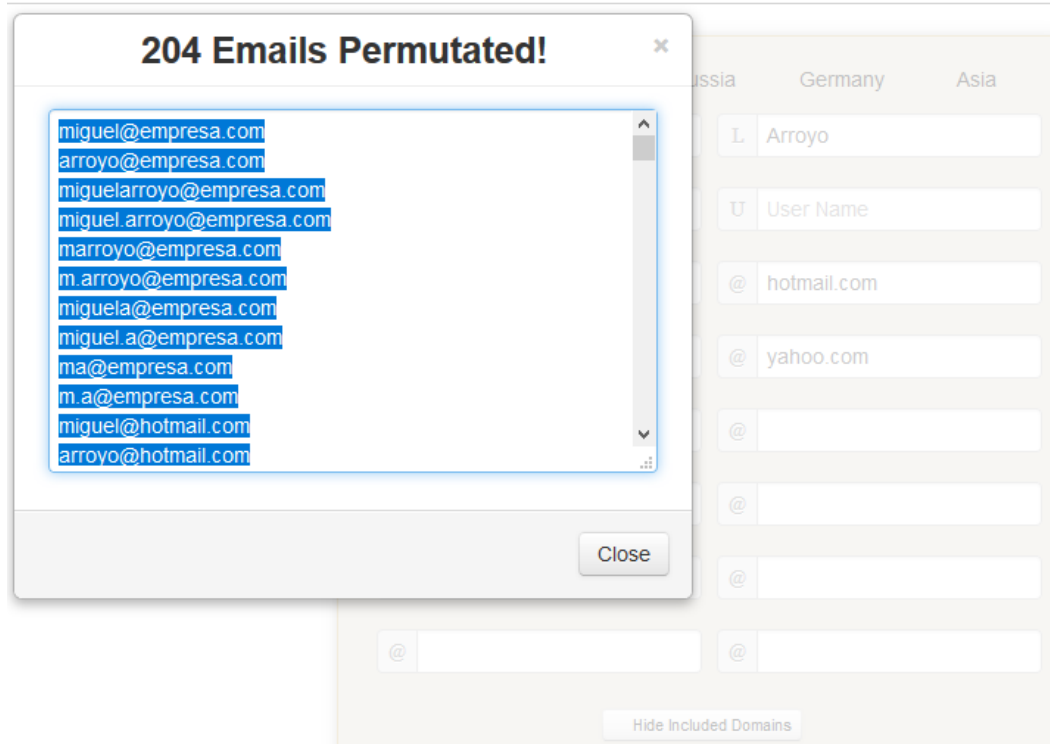 204 Emails Permutated!
×
miguel@empresa.com
arroyo@empresa.com
miguelarroyo@empresa.com
miguel.arroyo@empresa.com
marroyo@empresa.com
m.arroyo@empresa.com
miguela@empresa.com
miguel.a@empresa.com
ma@empresa.com
m.a@empresa.com
miguel@hotmail.com
arroyo@hotmail.com
Close
ussia Germany Asia
L Arroyo
U User Name
@ hotmail.com
@ yahoo.com
@
@
@
@ @
Hide Included Domains